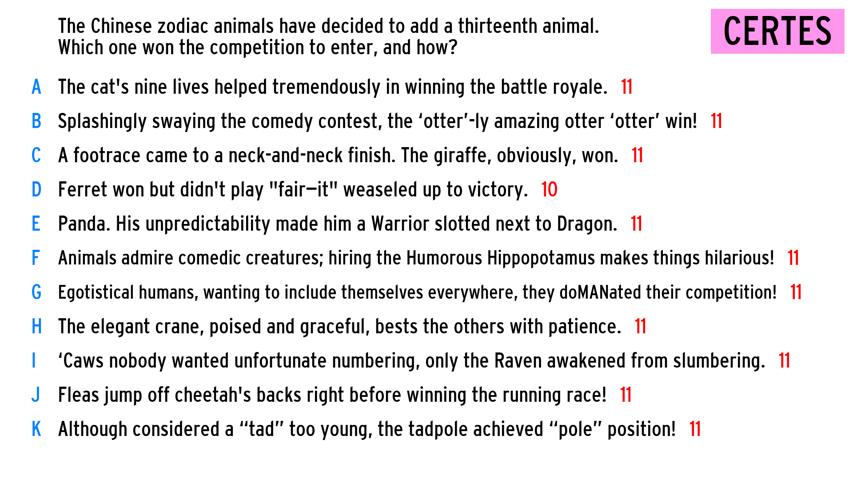 The Chinese zodiac animals have decided to add a thirteenth animal.
Which one won the competition to enter, and how?
CERTES
A The cat's nine lives helped tremendously in winning the battle royale. 11
B Splashingly swaying the comedy contest, the ‘otter’-ly amazing otter ‘otter’ win! 11
C A footrace came to a neck-and-neck finish. The giraffe, obviously, won. 11
D Ferret won but didn't play "fair—it" weaseled up to victory. 10
E Panda. His unpredictability made him a Warrior slotted next to Dragon. 11
F Animals admire comedic creatures; hiring the Humorous Hippopotamus makes things hilarious! 11
G Egotistical humans, wanting to include themselves everywhere, they doMANated their competition! 11
H The elegant crane, poised and graceful, bests the others with patience. 11
I ‘Caws nobody wanted unfortunate numbering, only the Raven awakened from slumbering. 11
J Fleas jump off cheetah's backs right before winning the running race! 11
K Although considered a “tad” too young, the tadpole achieved “pole” position! 11